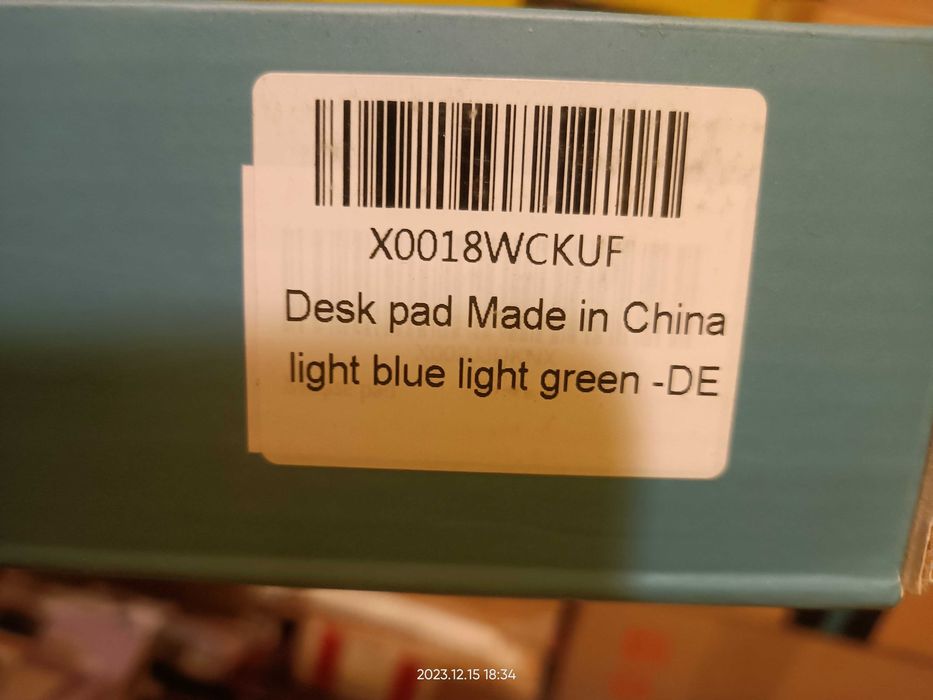 X0018WCKUF
Desk pad Made in China
light blue light green -DE
2023.12.15 18:34